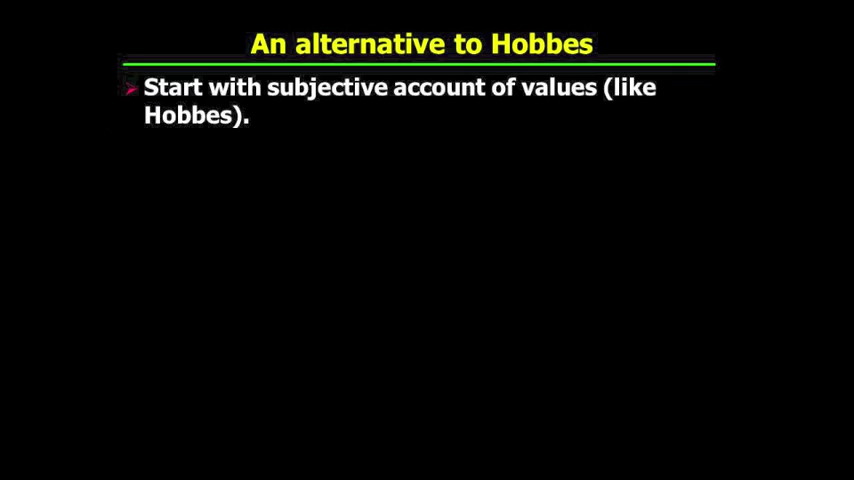 An alternative to Hobbes
Start with subjective account of values (like
Hobbes).